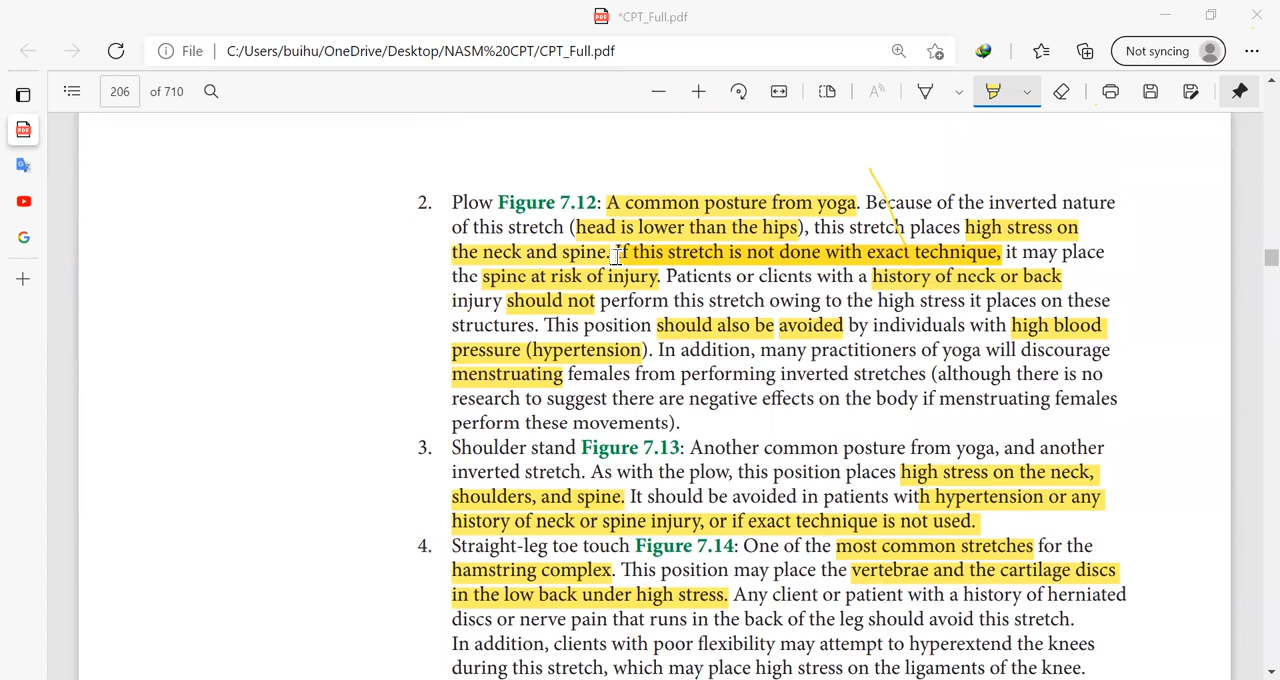 *CPT_Full.pdf
File C:/Users/buihu/OneDrive/Desktop/NASM%20CPT/CPT_Full.pdf Not syncing
206 of 710
2. Plow Figure 7.12: A common posture from yoga. Because of the inverted nature
of this stretch (head is lower than the hips), this stretch places high stress on
the neck and spine. If this stretch is not done with exact technique, it may place
the spine at risk of injury. Patients or clients with a history of neck or back
injury should not perform this stretch owing to the high stress it places on these
structures. This position should also be avoided by individuals with high blood
pressure (hypertension). In addition, many practitioners of yoga will discourage
menstruating females from performing inverted stretches (although there is no
research to suggest there are negative effects on the body if menstruating females
perform these movements).
3. Shoulder stand Figure 7.13: Another common posture from yoga, and another
inverted stretch. As with the plow, this position places high stress on the neck,
shoulders, and spine. It should be avoided in patients with hypertension or any
history of neck or spine injury, or if exact technique is not used.
4. Straight-leg toe touch Figure 7.14: One of the most common stretches for the
hamstring complex. This position may place the vertebrae and the cartilage discs
in the low back under high stress. Any client or patient with a history of herniated
discs or nerve pain that runs in the back of the leg should avoid this stretch.
In addition, clients with poor flexibility may attempt to hyperextend the knees
during this stretch, which may place high stress on the ligaments of the knee.